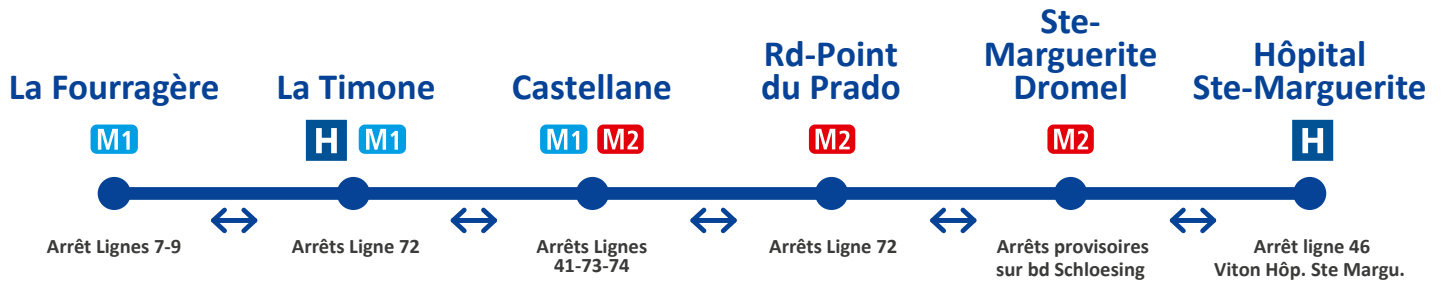 La Fourragère
M1
Arrêt Lignes 7-9
La Timone
H M1
Arrêts Ligne 72
Castellane
M1 M2
Arrêts Lignes
41-73-74
Rd-Point
du Prado
M2
Arrêts Ligne 72
Ste-
Marguerite
Dromel
M2
Arrêts provisoires
sur bd Schloesing
Hôpital
Ste-Marguerite
H
Arrêt ligne 46
Viton Hôp. Ste Margu.